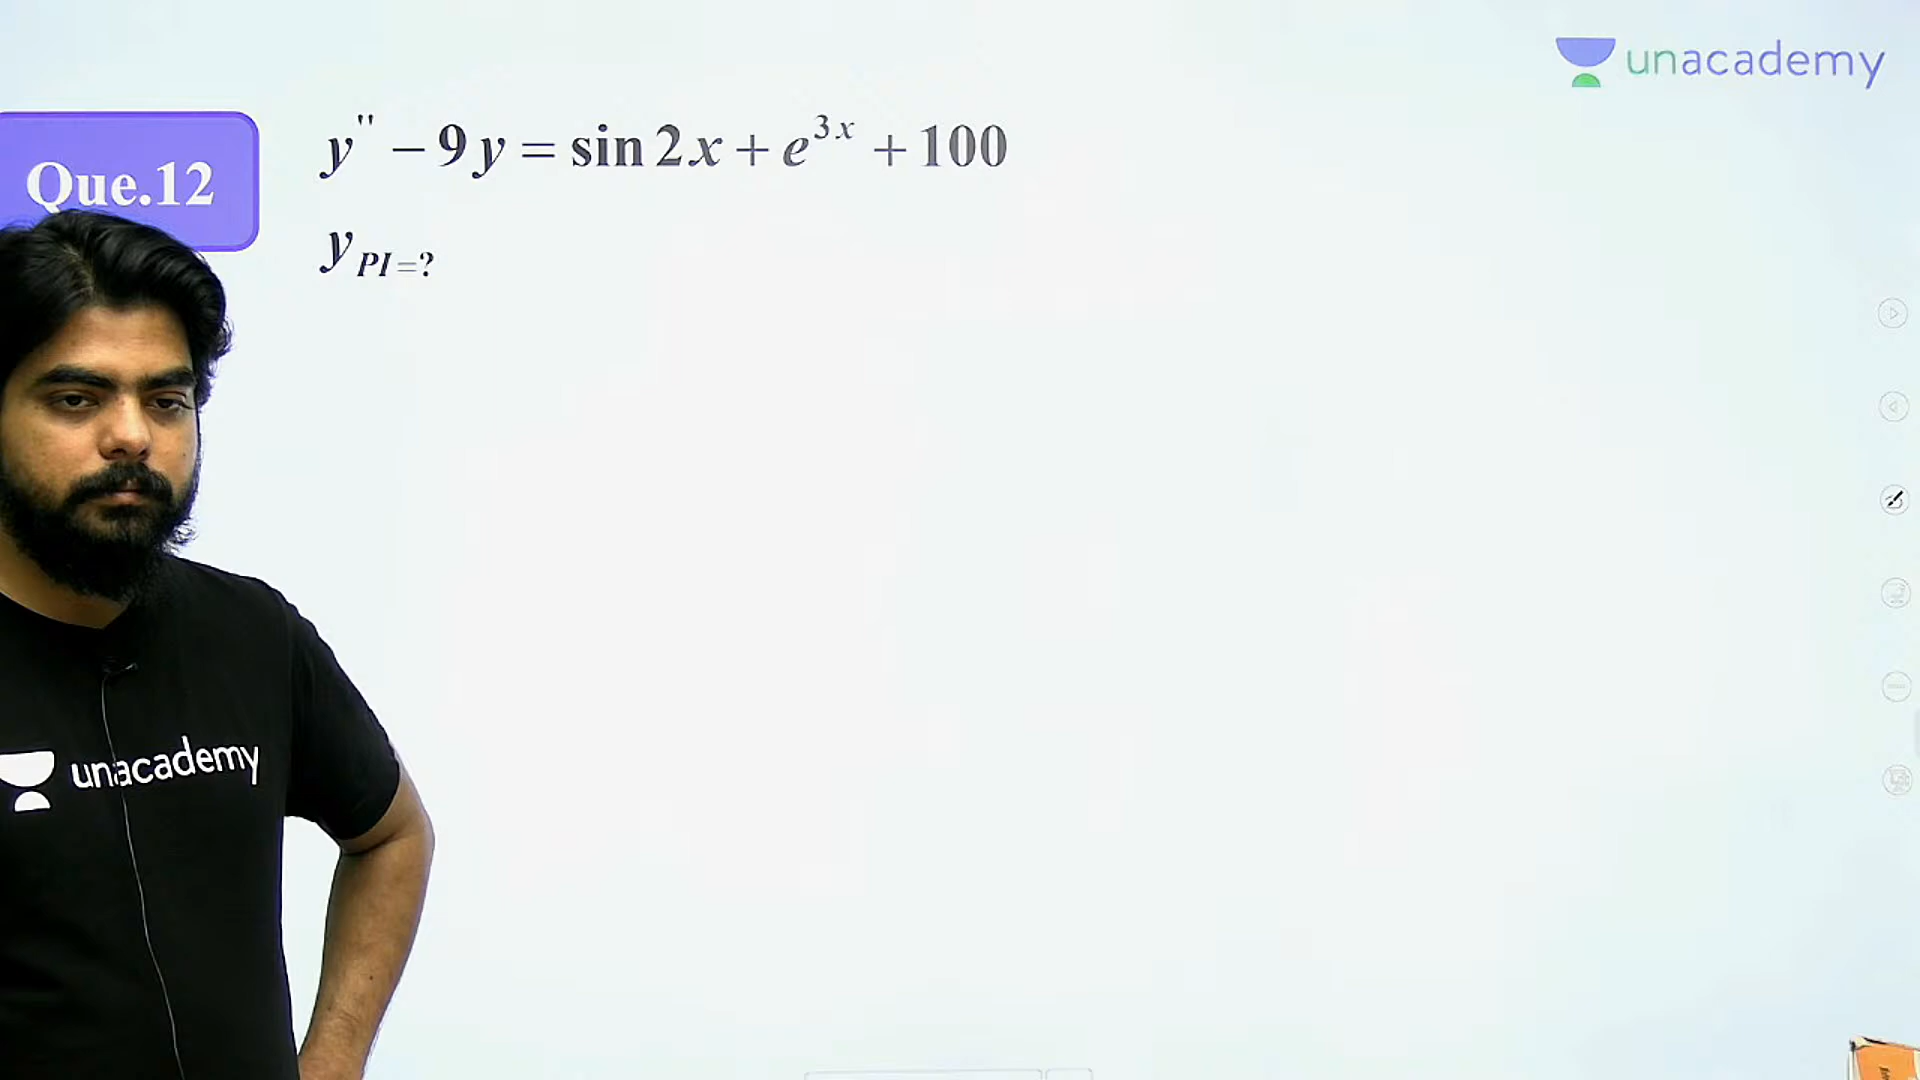 unacademy
Que.12
y" − 9y = sin 2x + e^{3x} + 100
y_{PI=?}
unacademy